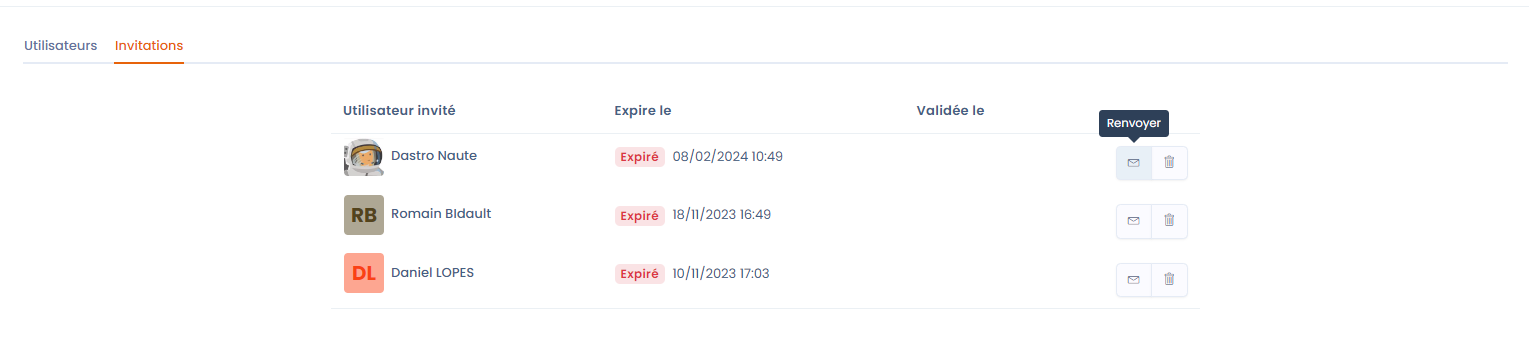 Utilisateurs Invitations
Utilisateur invité Expire le Validée le
Renvoyer
Dastro Naute Expiré 08/02/2024 10:49
RB Romain BIdault Expiré 18/11/2023 16:49
DL Daniel LOPES Expiré 10/11/2023 17:03